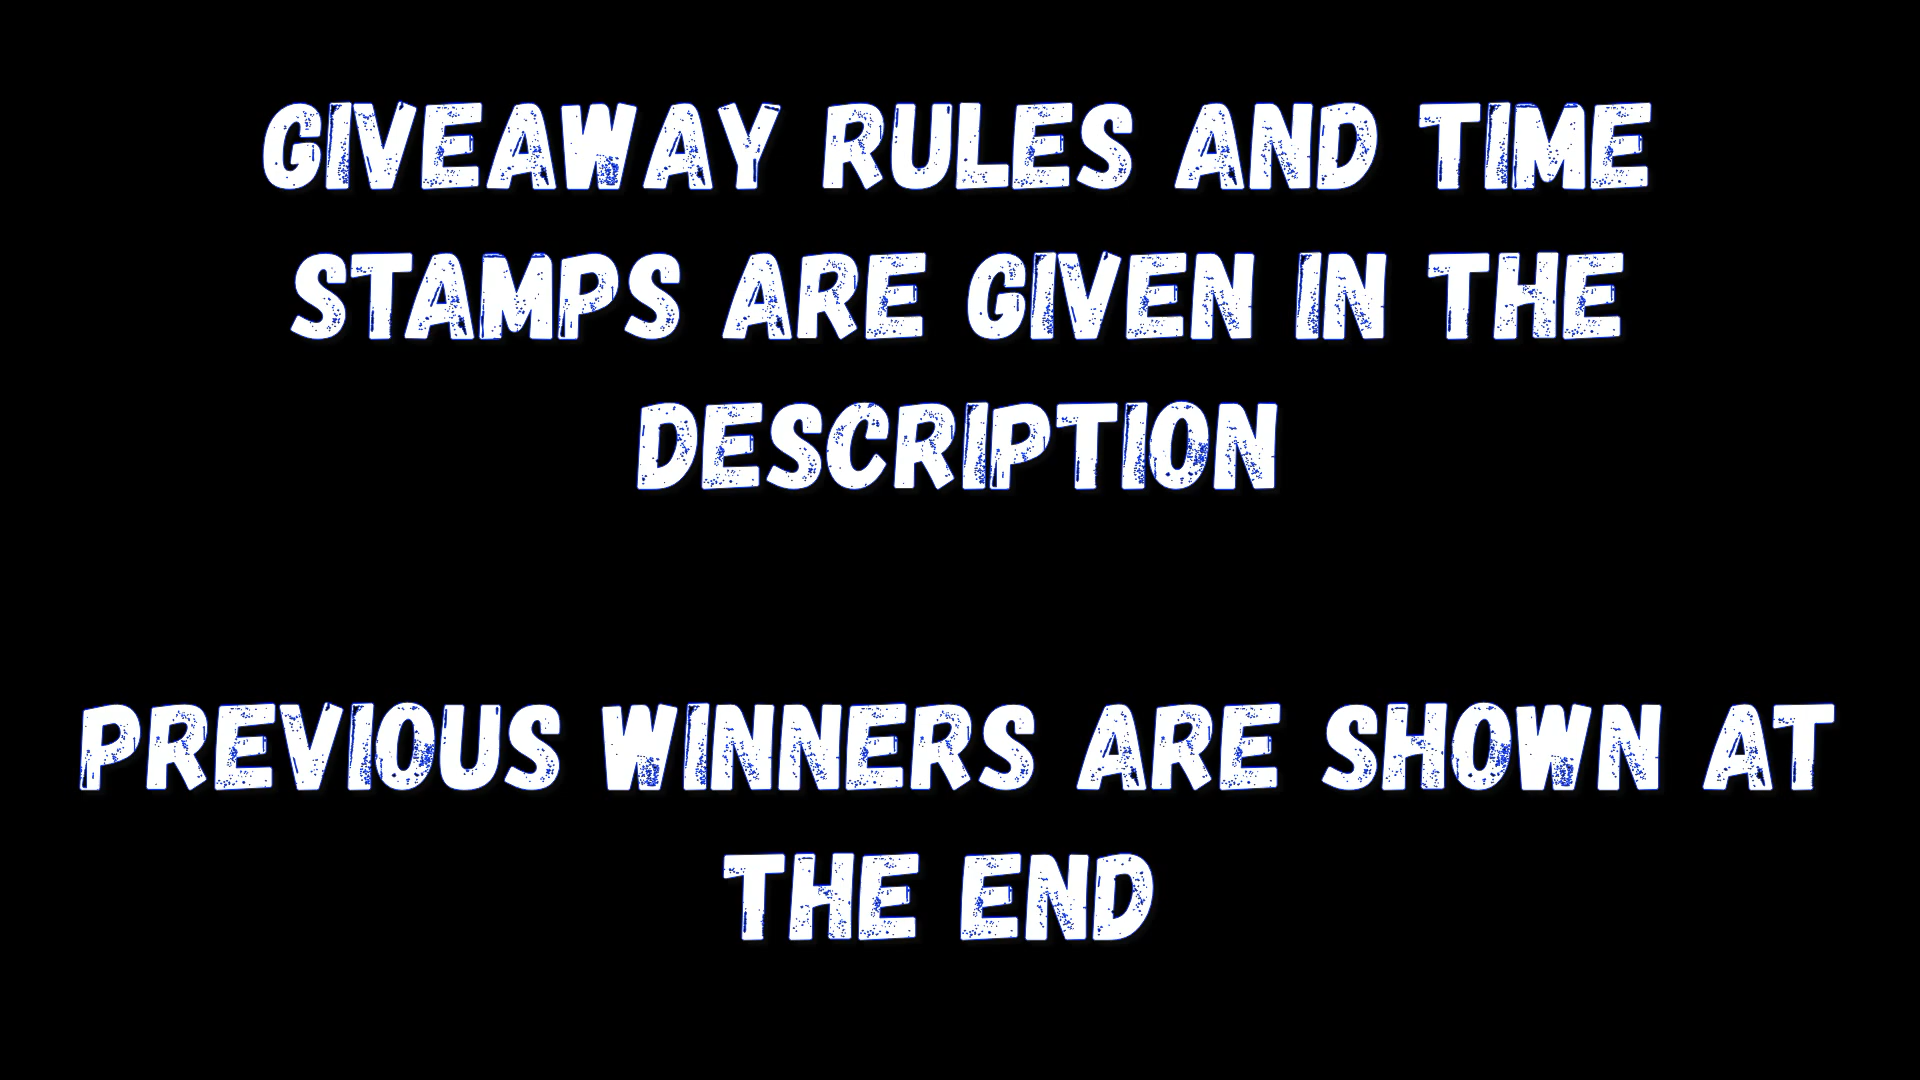 GIVEAWAY RULES AND TIME
STAMPS ARE GIVEN IN THE
DESCRIPTION
PREVIOUS WINNERS ARE SHOWN AT
THE END